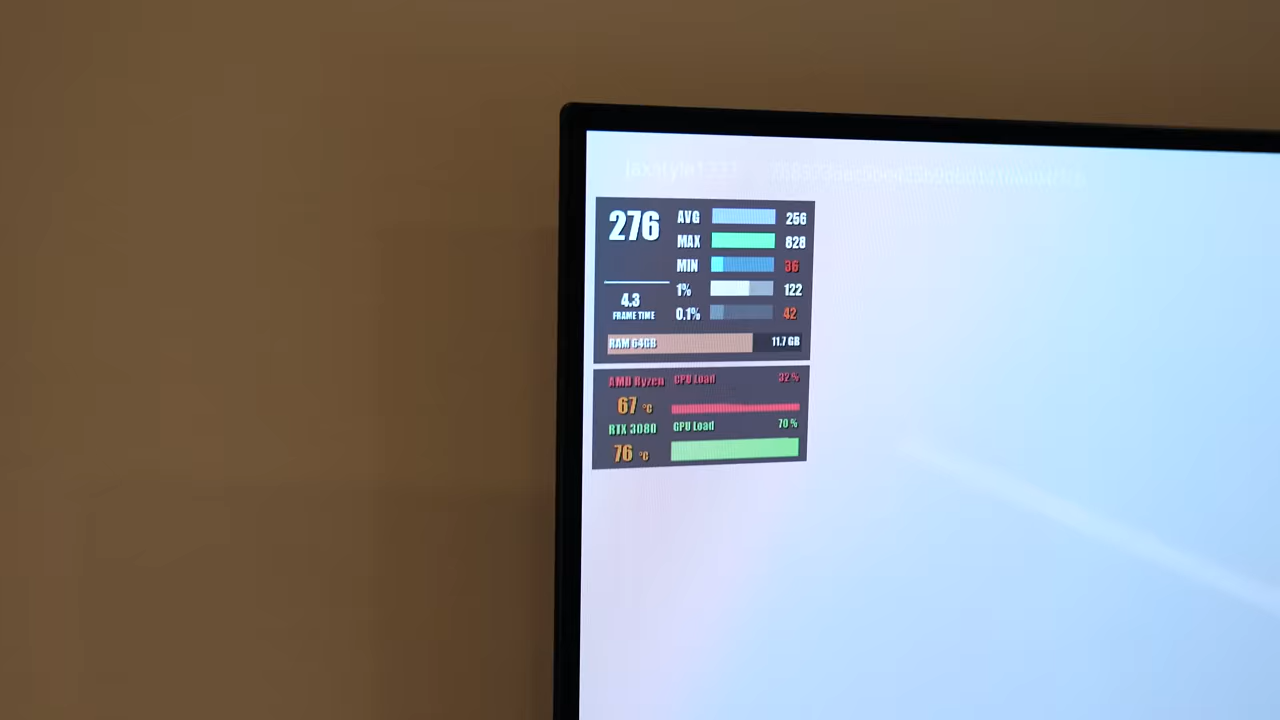 276 AVG 256
MAX 828
MIN 36
1% 122
4.3
FRAME TIME
0.1% 42
RAM 64GB 11.7 GB
AMD Ryzen CPU Load 32 %
67 °C
RTX 3080 GPU Load 70 %
76 °C